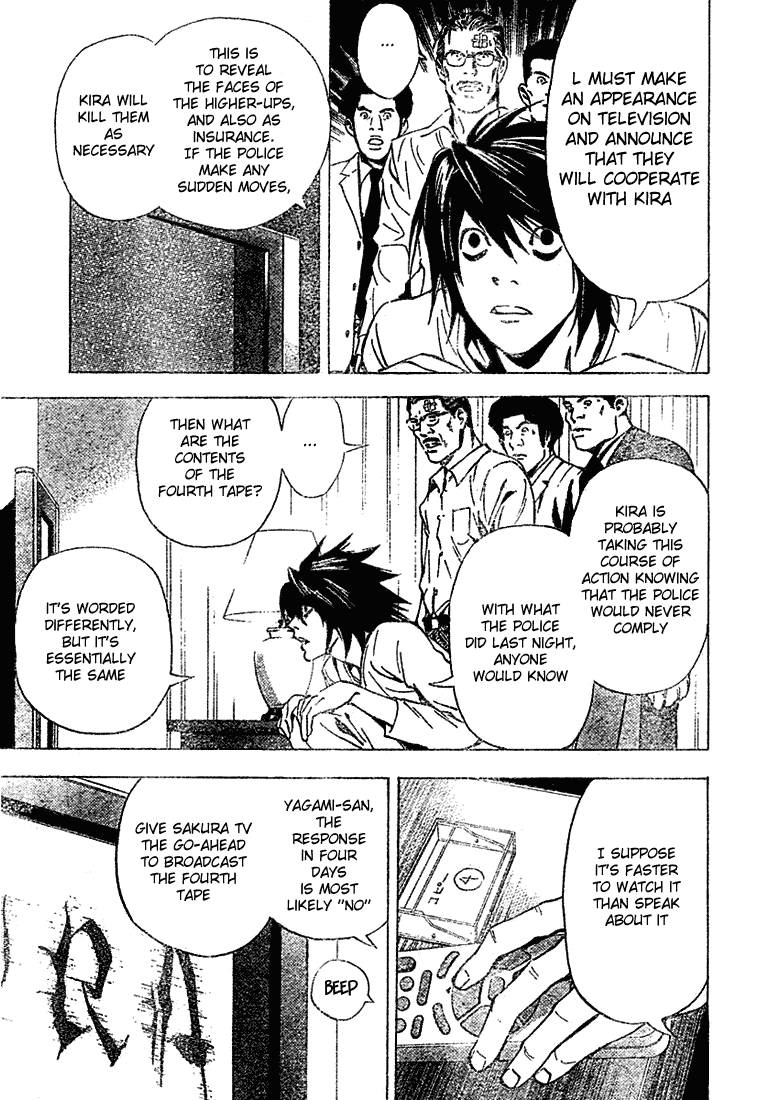 L MUST MAKE
AN APPEARANCE
ON TELEVISION
AND ANNOUNCE
THAT THEY
WILL COOPERATE
WITH KIRA
...
THIS IS
TO REVEAL
THE FACES OF
THE HIGHER-UPS,
AND ALSO AS
INSURANCE.
IF THE POLICE
MAKE ANY
SUDDEN MOVES,
KIRA WILL
KILL THEM
AS
NECESSARY
KIRA IS
PROBABLY
TAKING THIS
COURSE OF
ACTION KNOWING
THAT THE POLICE
WOULD NEVER
COMPLY
WITH WHAT
THE POLICE
DID LAST NIGHT,
ANYONE
WOULD KNOW
...
THEN WHAT
ARE THE
CONTENTS
OF THE
FOURTH TAPE?
IT'S WORDED
DIFFERENTLY,
BUT IT'S
ESSENTIALLY
THE SAME
I SUPPOSE
IT'S FASTER
TO WATCH IT
THAN SPEAK
ABOUT IT
④
コピー
YAGAMI-SAN,
THE
RESPONSE
IN FOUR
DAYS
IS MOST
LIKELY "NO"
GIVE SAKURA TV
THE GO-AHEAD
TO BROADCAST
THE FOURTH
TAPE
BEEP
RA